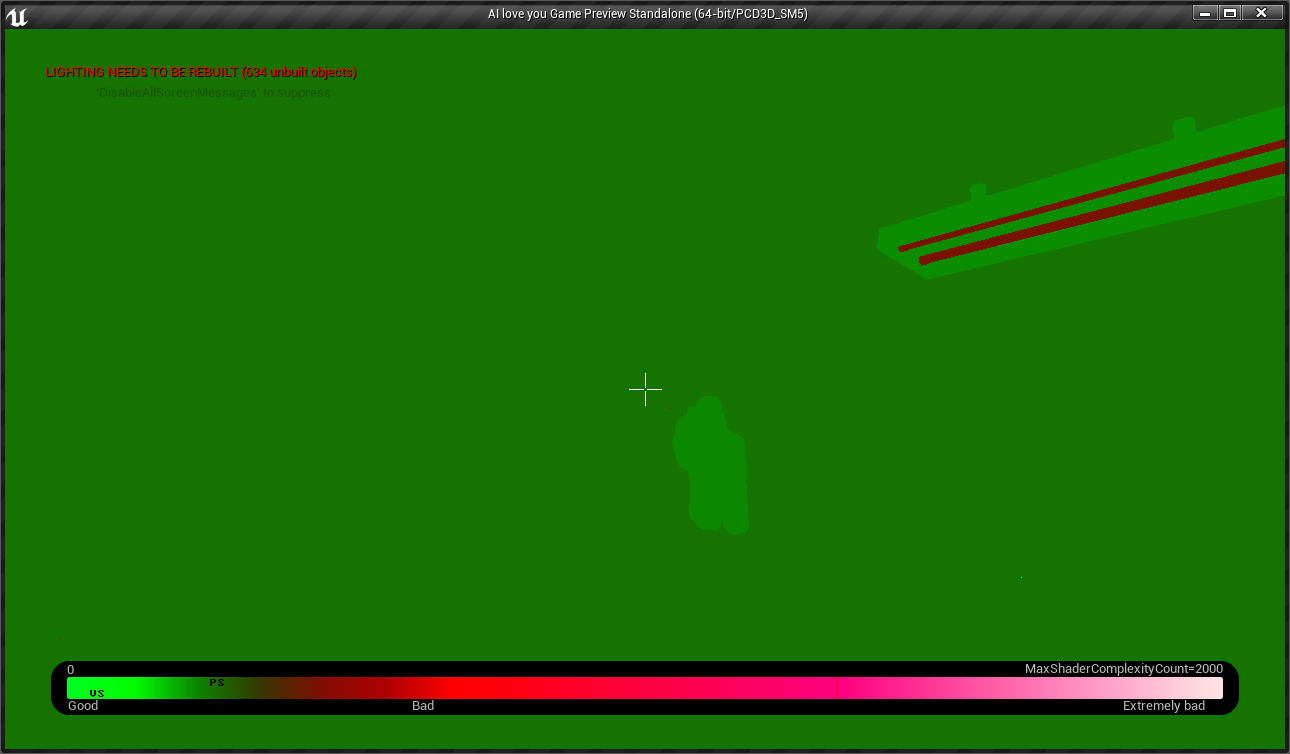 AI love you Game Preview Standalone (64-bit/PCD3D_SM5)
LIGHTING NEEDS TO BE REBUILT (634 unbuilt objects)
'DisableAllScreenMessages' to suppress
0 MaxShaderComplexityCount=2000
PS
VS
Good Bad Extremely bad